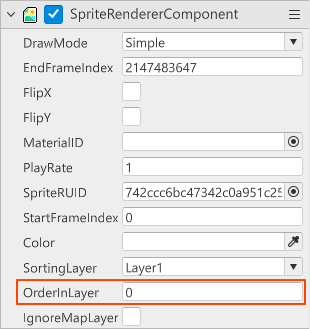 SpriteRendererComponent
DrawMode Simple
EndFrameIndex 2147483647
FlipX
FlipY
MaterialID
PlayRate 1
SpriteRUID 742ccc6bc47342c0a951c25
StartFrameIndex 0
Color
SortingLayer Layer1
OrderInLayer 0
IgnoreMapLayer